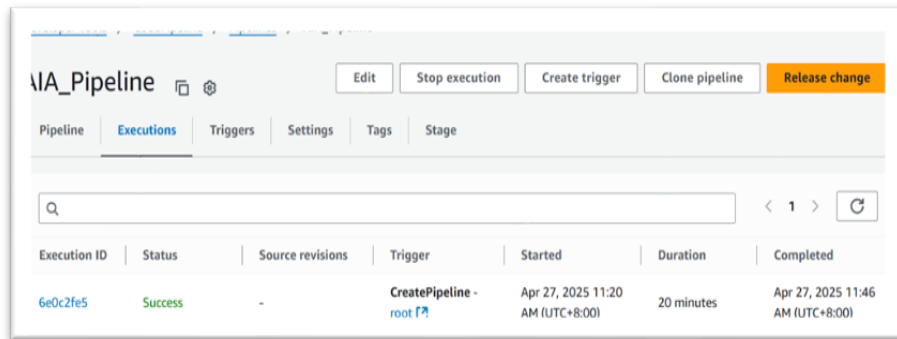 AIA_Pipeline
Edit
Stop execution
Create trigger
Clone pipeline
Release change
Pipeline
Executions
Triggers
Settings
Tags
Stage
1
Execution ID
Status
Source revisions
Trigger
Started
Duration
Completed
6e0c2fe5
Success
-
CreatePipeline -
root
Apr 27, 2025 11:20
AM (UTC+8:00)
20 minutes
Apr 27, 2025 11:46
AM (UTC+8:00)